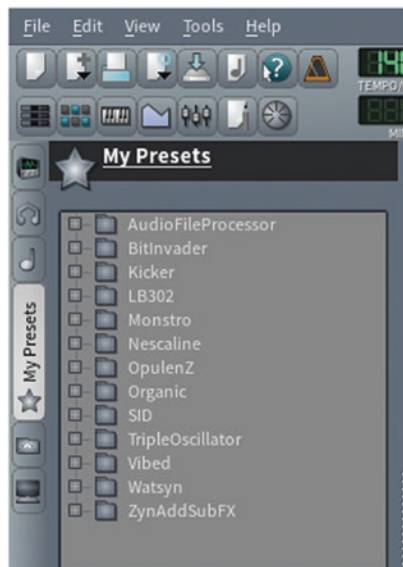 File Edit View Tools Help
TEMPO/
My Presets
My Presets
AudioFileProcessor
BitInvader
Kicker
LB302
Monstro
Nescaline
OpulenZ
Organic
SID
TripleOscillator
Vibed
Watsyn
ZynAddSubFX